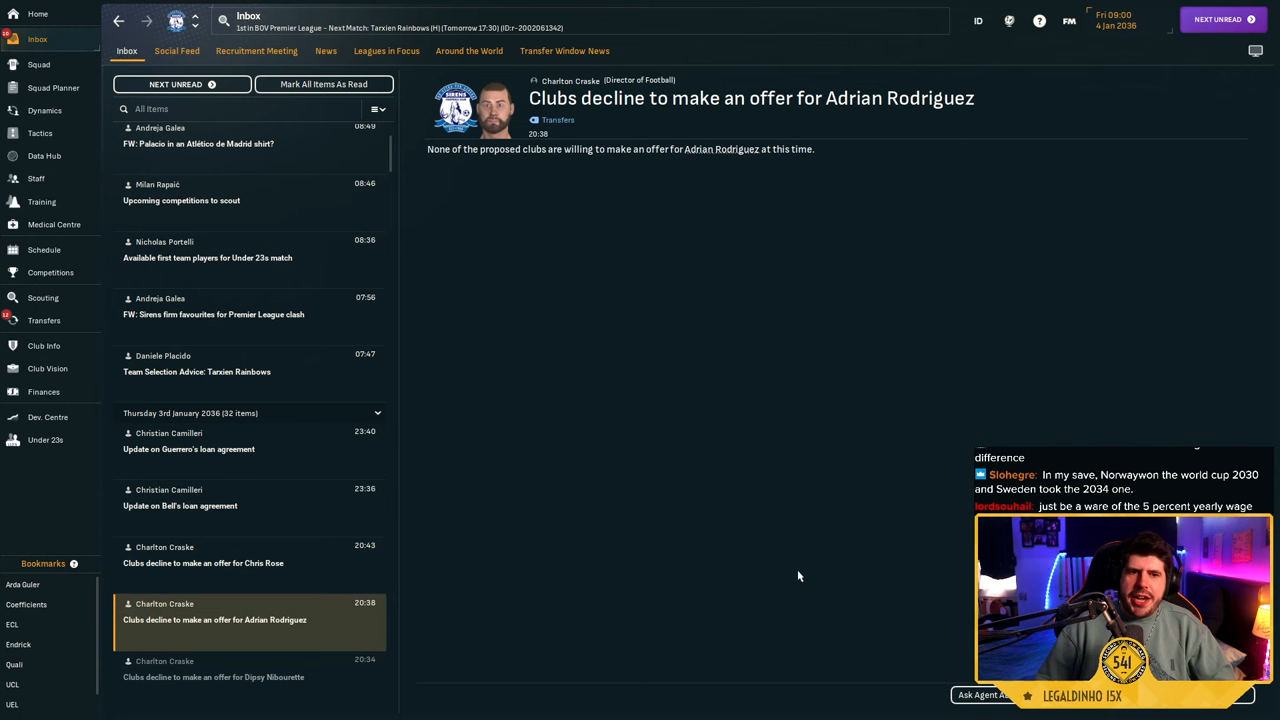 Home
10
Inbox
Squad
Squad Planner
Dynamics
Tactics
Data Hub
Staff
Training
Medical Centre
Schedule
Competitions
Scouting
12
Transfers
Club Info
Club Vision
Finances
Dev. Centre
Under 23s
Bookmarks ?
Arda Guler
Coefficients
ECL
Endrick
Quali
UCL
UEL
Inbox
1st in BOV Premier League - Next Match: Tarxien Rainbows (H) (Tomorrow 17:30) (ID:r-2002061342)
ID
?
FM
Fri 09:00
4 Jan 2036
NEXT UNREAD
Inbox Social Feed Recruitment Meeting News Leagues in Focus Around the World Transfer Window News
NEXT UNREAD
Mark All Items As Read
All Items
Andreja Galea 08:49
FW: Palacio in an Atlético de Madrid shirt?
Milan Rapaić 08:46
Upcoming competitions to scout
Nicholas Portelli 08:36
Available first team players for Under 23s match
Andreja Galea 07:56
FW: Sirens firm favourites for Premier League clash
Daniele Placido 07:47
Team Selection Advice: Tarxien Rainbows
Thursday 3rd January 2036 (32 items)
Christian Camilleri 23:40
Update on Guerrero's loan agreement
Christian Camilleri 23:36
Update on Bell's loan agreement
Charlton Craske 20:43
Clubs decline to make an offer for Chris Rose
Charlton Craske 20:38
Clubs decline to make an offer for Adrian Rodriguez
Charlton Craske 20:34
Clubs decline to make an offer for Dipsy Nibourette
SIRENS
Charlton Craske (Director of Football)
Clubs decline to make an offer for Adrian Rodriguez
Transfers
20:38
None of the proposed clubs are willing to make an offer for Adrian Rodriguez at this time.
difference
Slohegre: In my save, Norwaywon the world cup 2030
and Sweden took the 2034 one.
lordsouhail: just be a ware of the 5 percent yearly wage
541
Ask Agent
LEGALDINHO 15X